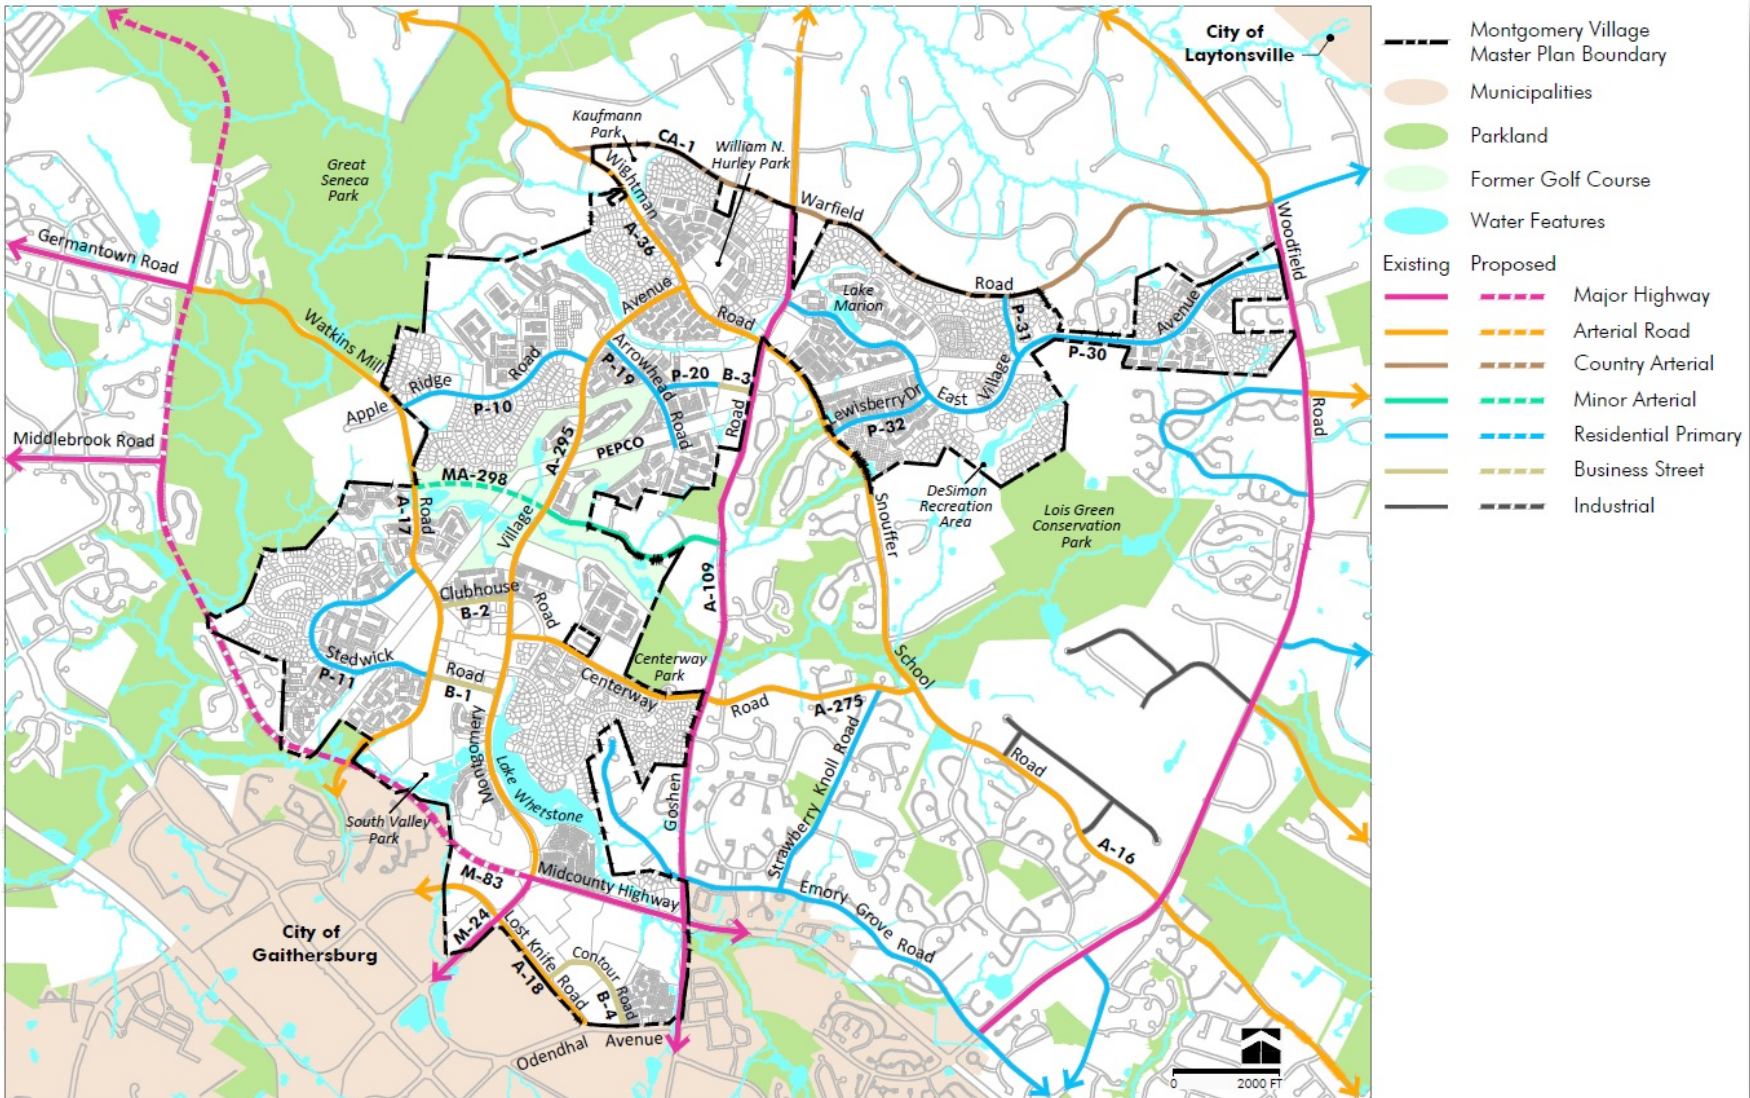 City of
Laytonsville
Kaufmann
Park
CA-1
William N.
Hurley Park
Great
Seneca
Park
Wightman
A-36
Warfield
Woodfield
Germantown Road
Avenue
Lake
Marion
Road
Road
P-31
Avenue
P-30
Watkins Mill
Arrowhead
P-19
P-20
B-3
Ridge
Road
Apple
P-10
Road
Road
Lewisberry Dr
East
Village
P-32
Road
Middlebrook Road
A-295
PEPCO
MA-298
A-17
Road
Village
Snouffer
DeSimon
Recreation
Area
Lois Green
Conservation
Park
Clubhouse
B-2
Road
A-109
Stedwick
P-11
Road
B-1
Centerway
Centerway
Park
School
Road
A-275
Montgomery
Lake Whetstone
Goshen
Strawberry Knoll Road
Road
South Valley
Park
A-16
M-83
Midcounty Highway
Emory Grove Road
M-24
Lost Knife Road
A-18
Contour Road
B-4
City of
Gaithersburg
Odendhal Avenue
0 2000 FT
Montgomery Village
Master Plan Boundary
Municipalities
Parkland
Former Golf Course
Water Features
Existing Proposed
Major Highway
Arterial Road
Country Arterial
Minor Arterial
Residential Primary
Business Street
Industrial